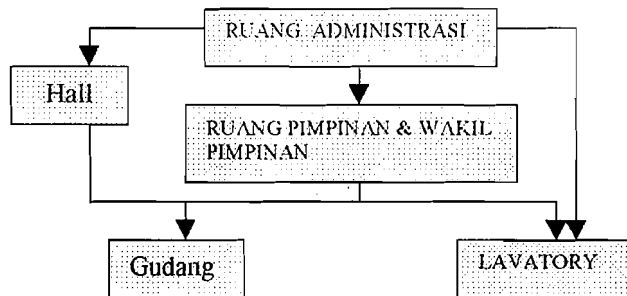 RUANG ADMINISTRASI
Hall
RUANG PIMPINAN & WAKIL
PIMPINAN
Gudang
LAVATORY